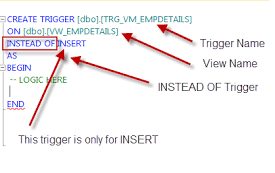 CREATE TRIGGER [dbo].[TRG_VM_EMPDETAILS]
ON [dbo].[VW_EMPDETAILS]
INSTEAD OF INSERT
AS
BEGIN
-- LOGIC HERE
END
Trigger Name
View Name
INSTEAD OF Trigger
This trigger is only for INSERT